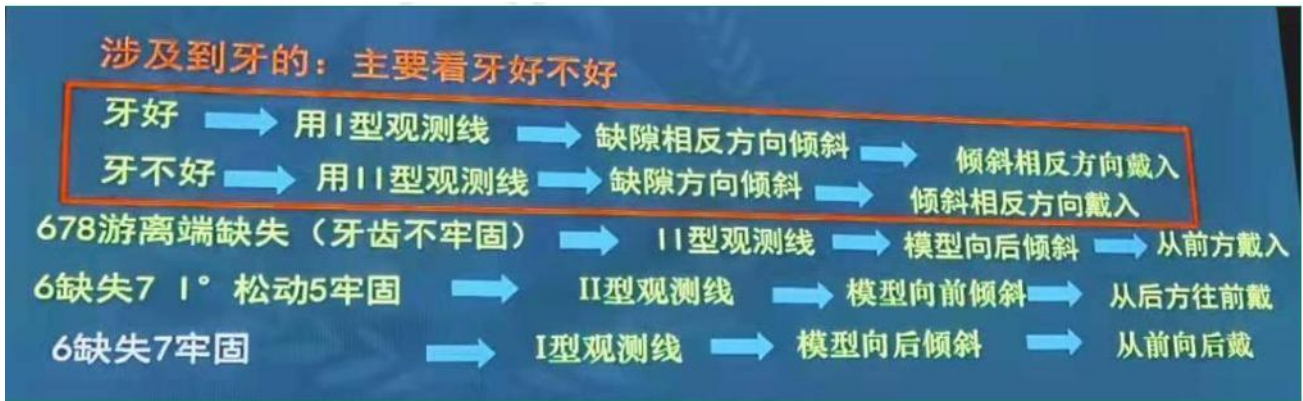 涉及到牙的：主要看牙好不好
牙好 用I型观测线 缺隙相反方向倾斜 倾斜相反方向戴入
牙不好 用II型观测线 缺隙方向倾斜 倾斜相反方向戴入
678游离端缺失（牙齿不牢固） II型观测线 模型向后倾斜 从前方戴入
6缺失7 I°松动5牢固 II型观测线 模型向前倾斜 从后方往前戴
6缺失7牢固 I型观测线 模型向后倾斜 从前向后戴